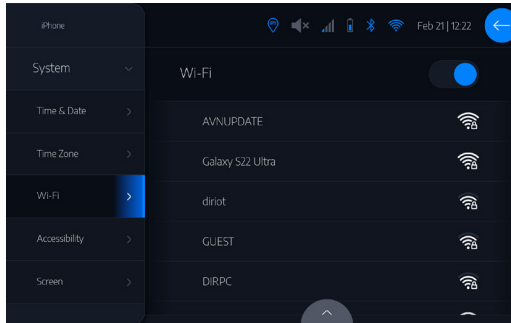 iPhone
Feb 21 | 12:22
System
Wi-Fi
Time & Date
AVNUPDATE
Time Zone
Galaxy S22 Ultra
Wi-Fi
diriot
Accessibility
GUEST
Screen
DIRPC